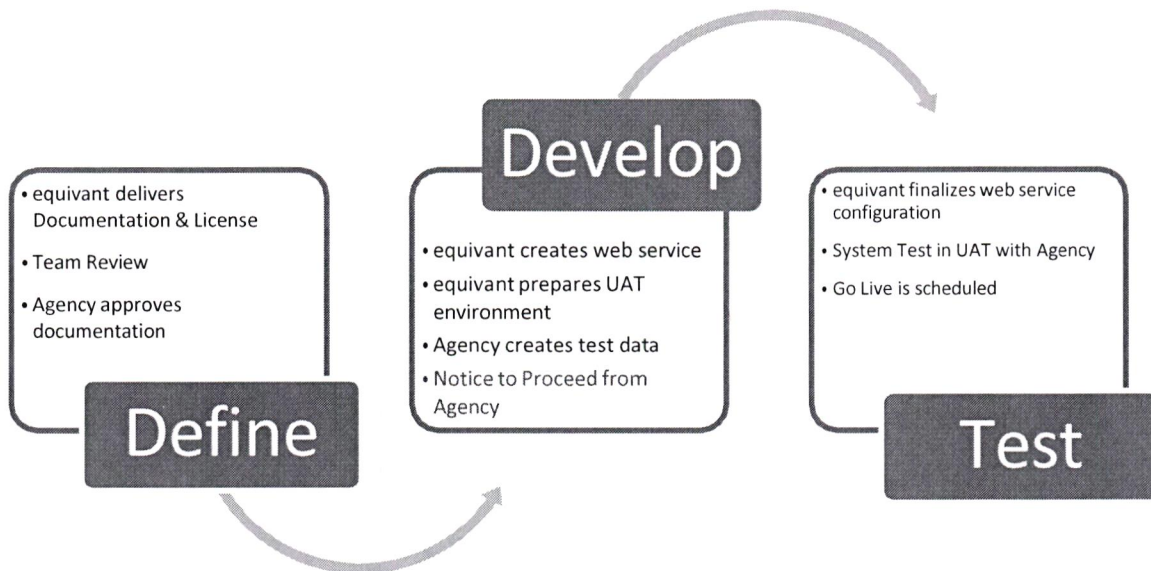 • equivant delivers
Documentation & License
• Team Review
• Agency approves
documentation
Define
Develop
• equivant creates web service
• equivant prepares UAT
environment
• Agency creates test data
• Notice to Proceed from
Agency
• equivant finalizes web service
configuration
• System Test in UAT with Agency
• Go Live is scheduled
Test